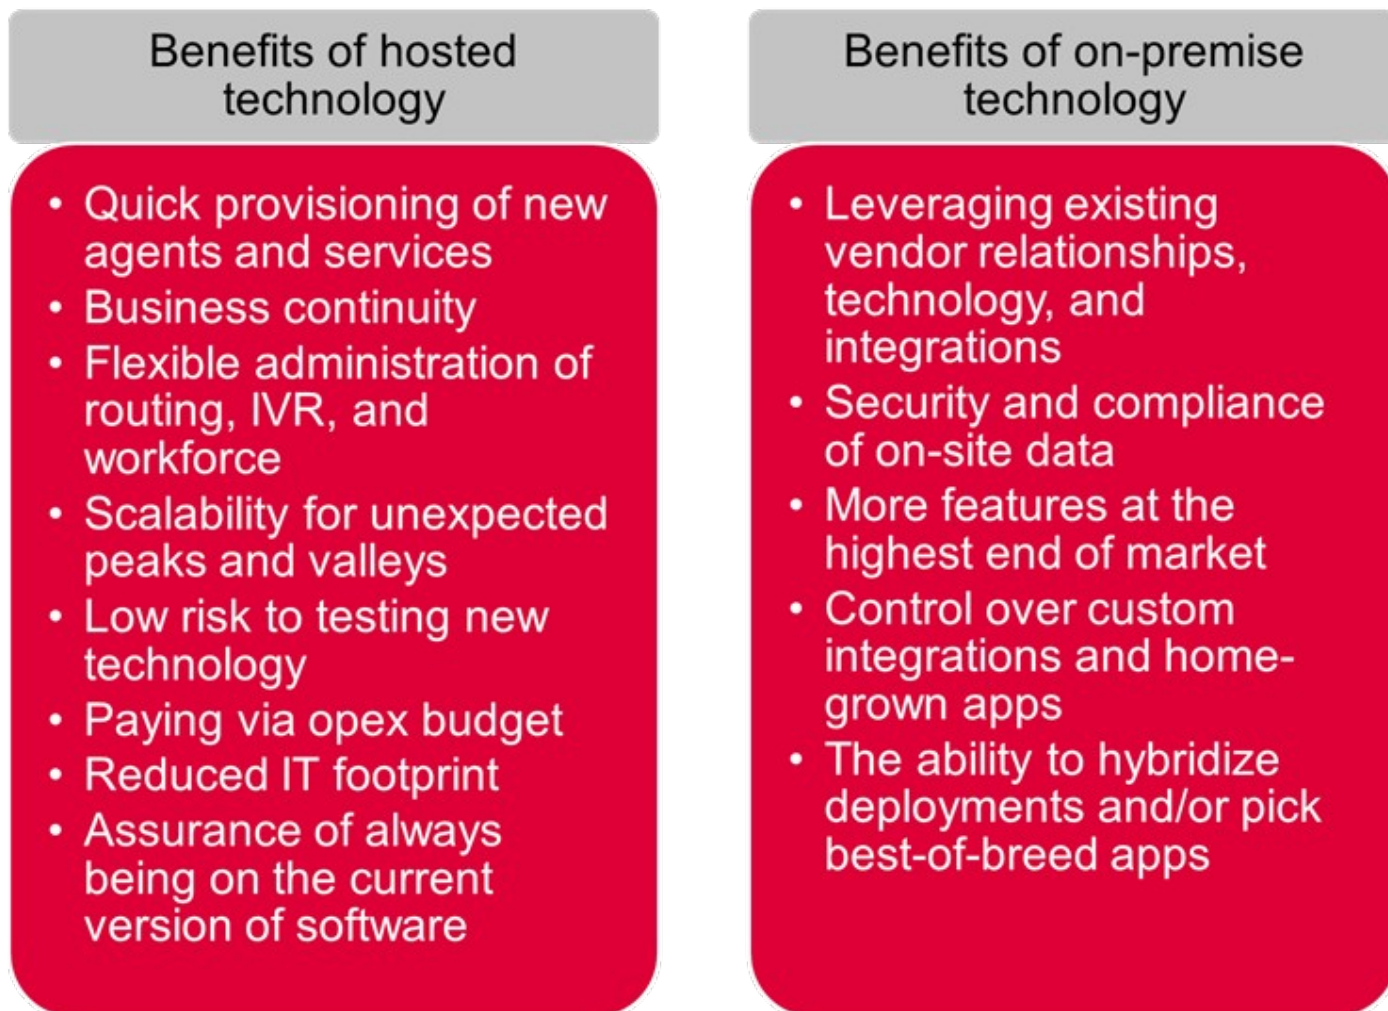 Benefits of hosted
technology
• Quick provisioning of new
agents and services
• Business continuity
• Flexible administration of
routing, IVR, and
workforce
• Scalability for unexpected
peaks and valleys
• Low risk to testing new
technology
• Paying via opex budget
• Reduced IT footprint
• Assurance of always
being on the current
version of software
Benefits of on-premise
technology
• Leveraging existing
vendor relationships,
technology, and
integrations
• Security and compliance
of on-site data
• More features at the
highest end of market
• Control over custom
integrations and home-
grown apps
• The ability to hybridize
deployments and/or pick
best-of-breed apps